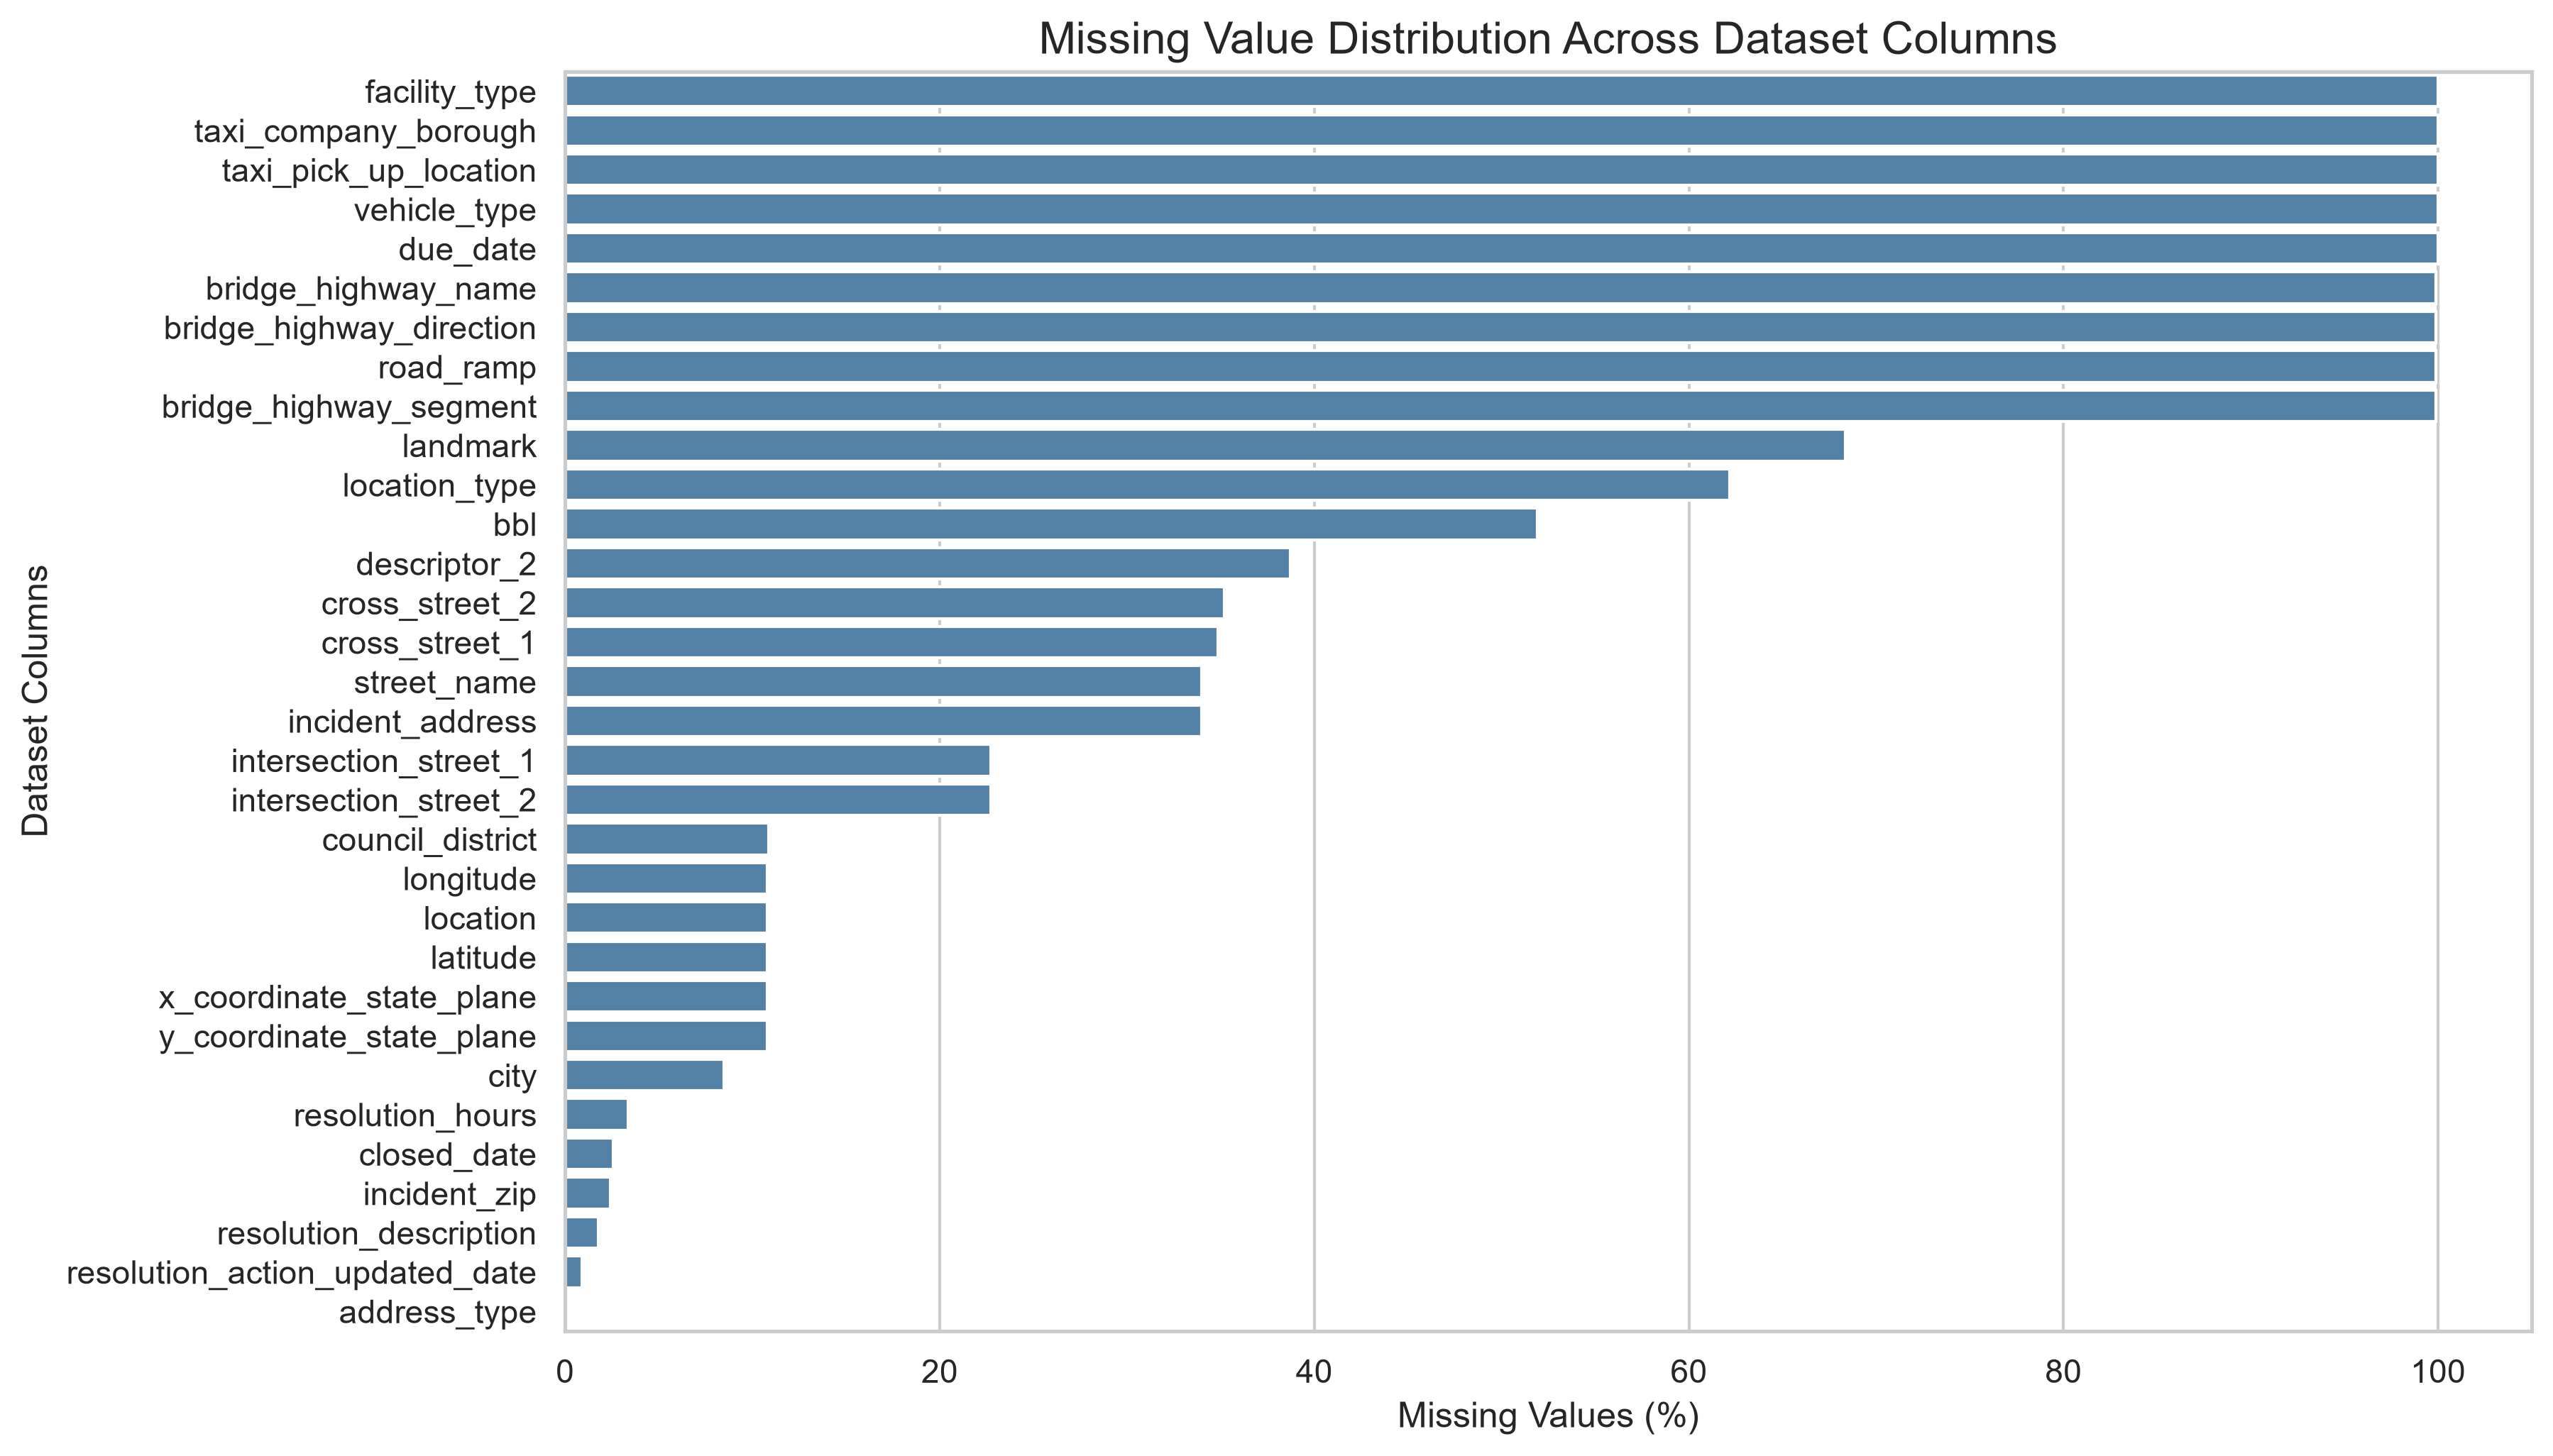 Missing Value Distribution Across Dataset Columns
facility_type
taxi_company_borough
taxi_pick_up_location
vehicle_type
due_date
bridge_highway_name
bridge_highway_direction
road_ramp
bridge_highway_segment
landmark
location_type
bbl
descriptor_2
cross_street_2
cross_street_1
street_name
incident_address
intersection_street_1
intersection_street_2
council_district
longitude
location
latitude
x_coordinate_state_plane
y_coordinate_state_plane
city
resolution_hours
closed_date
incident_zip
resolution_description
resolution_action_updated_date
address_type
Dataset Columns
0 20 40 60 80 100
Missing Values (%)